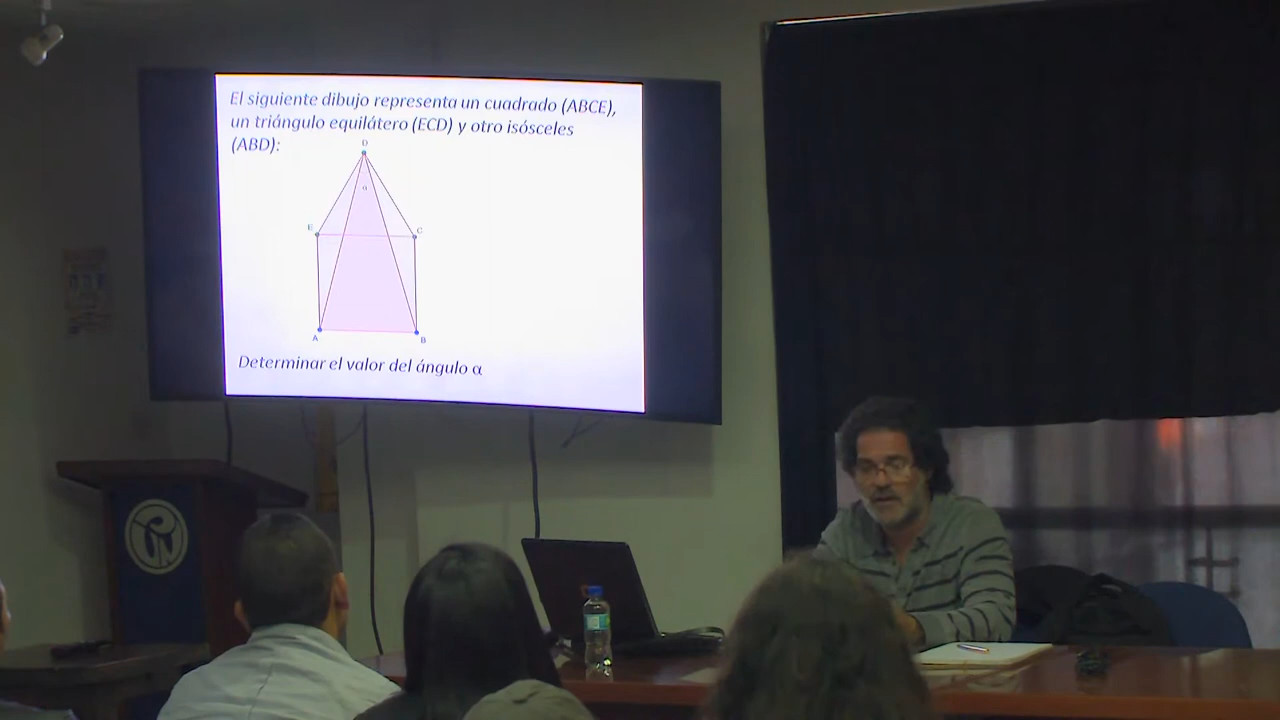 El siguiente dibujo representa un cuadrado (ABCE),
un triángulo equilátero (ECD) y otro isósceles
(ABD):
D
α
E
C
A
B
Determinar el valor del ángulo α